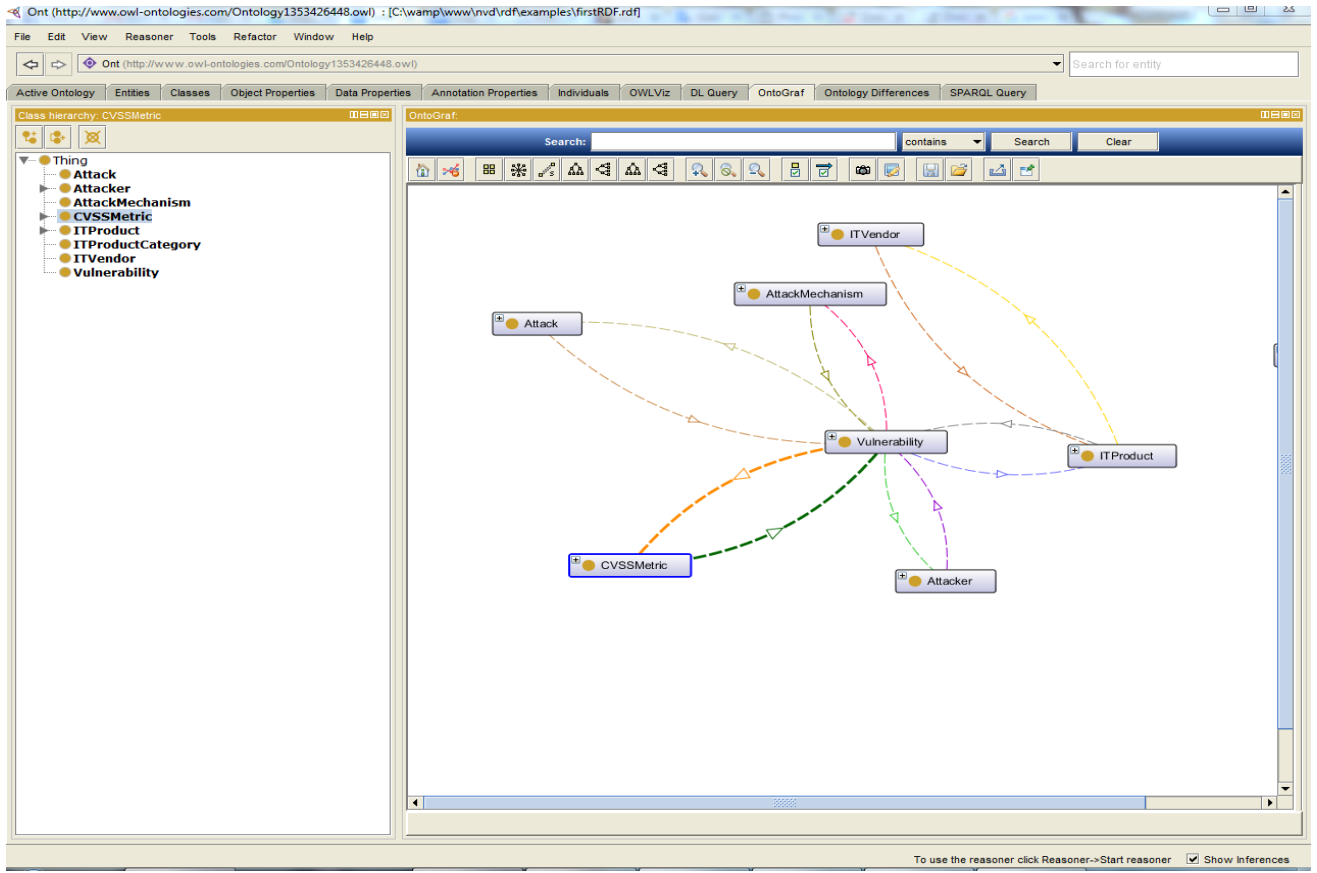 Ont (http://www.owl-ontologies.com/Ontology1353426448.owl) : [C:\wamp\www\nvd\rdf\examples\firstRDF.rdf]
File Edit View Reasoner Tools Refactor Window Help
Ont (http://www.owl-ontologies.com/Ontology1353426448.owl) Search for entity
Active Ontology Entities Classes Object Properties Data Properties Annotation Properties Individuals OWLViz DL Query OntoGraf Ontology Differences SPARQL Query
Class hierarchy: CVSSMetric
Thing
Attack
Attacker
AttackMechanism
CVSSMetric
ITProduct
ITProductCategory
ITVendor
Vulnerability
OntoGraf:
Search: contains Search Clear
ITVendor
AttackMechanism
Attack
Vulnerability
ITProduct
CVSSMetric
Attacker
To use the reasoner click Reasoner->Start reasoner Show Inferences